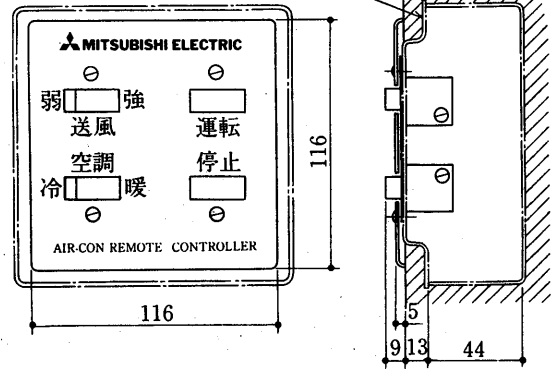 MITSUBISHI ELECTRIC
弱 強
送風 運転
空調 停止
冷 暖
AIR-CON REMOTE CONTROLLER
116
116
5
9 13 44